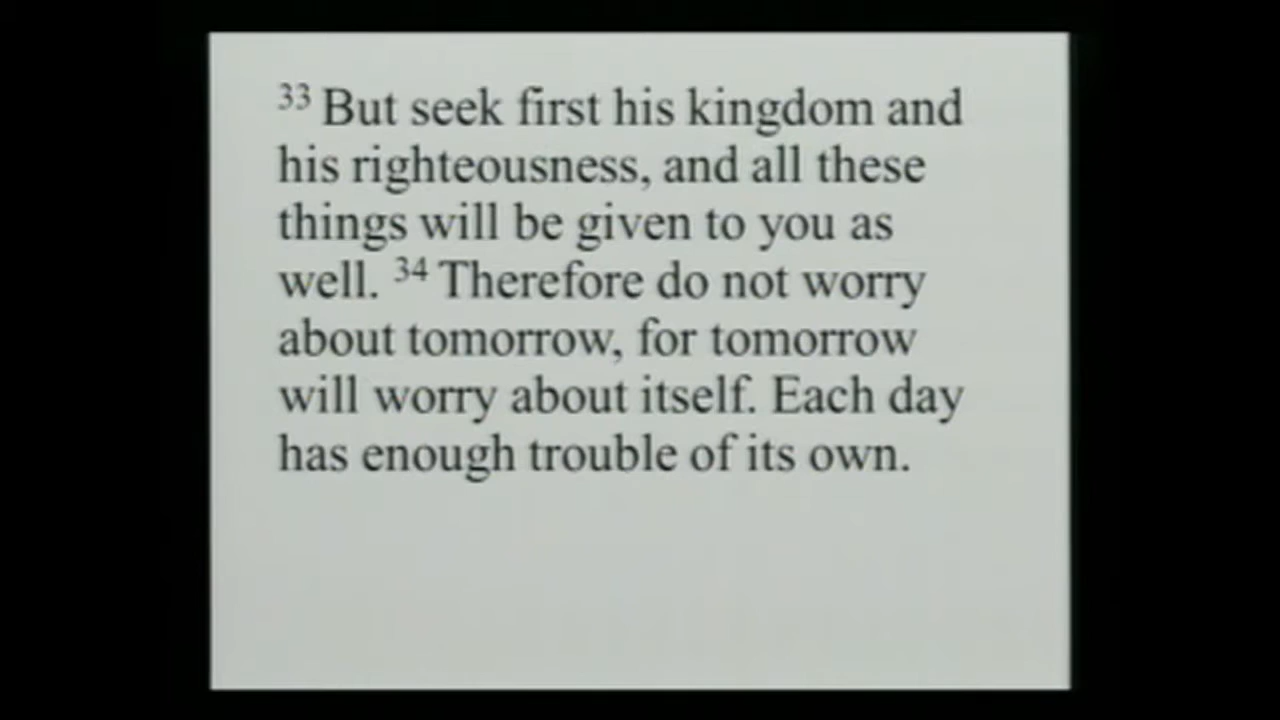 33 But seek first his kingdom and
his righteousness, and all these
things will be given to you as
well. 34 Therefore do not worry
about tomorrow, for tomorrow
will worry about itself. Each day
has enough trouble of its own.